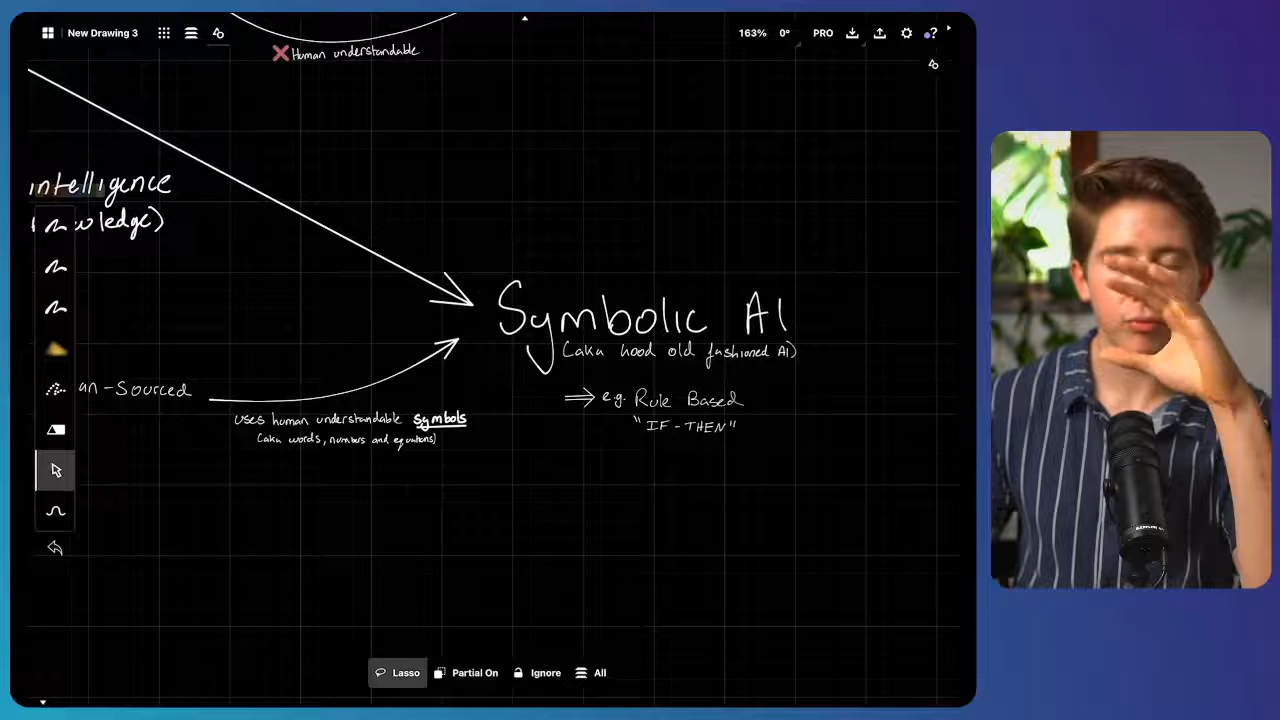 New Drawing 3
163%
0°
PRO
?
Human understandable
intelligence
wledge)
Symbolic AI
(aka Good old fashioned AI)
an-Sourced
uses human understandable symbols
(aka words, numbers and equations)
⇒ e.g. Rule Based
"IF-THEN"
Lasso
Partial On
Ignore
All